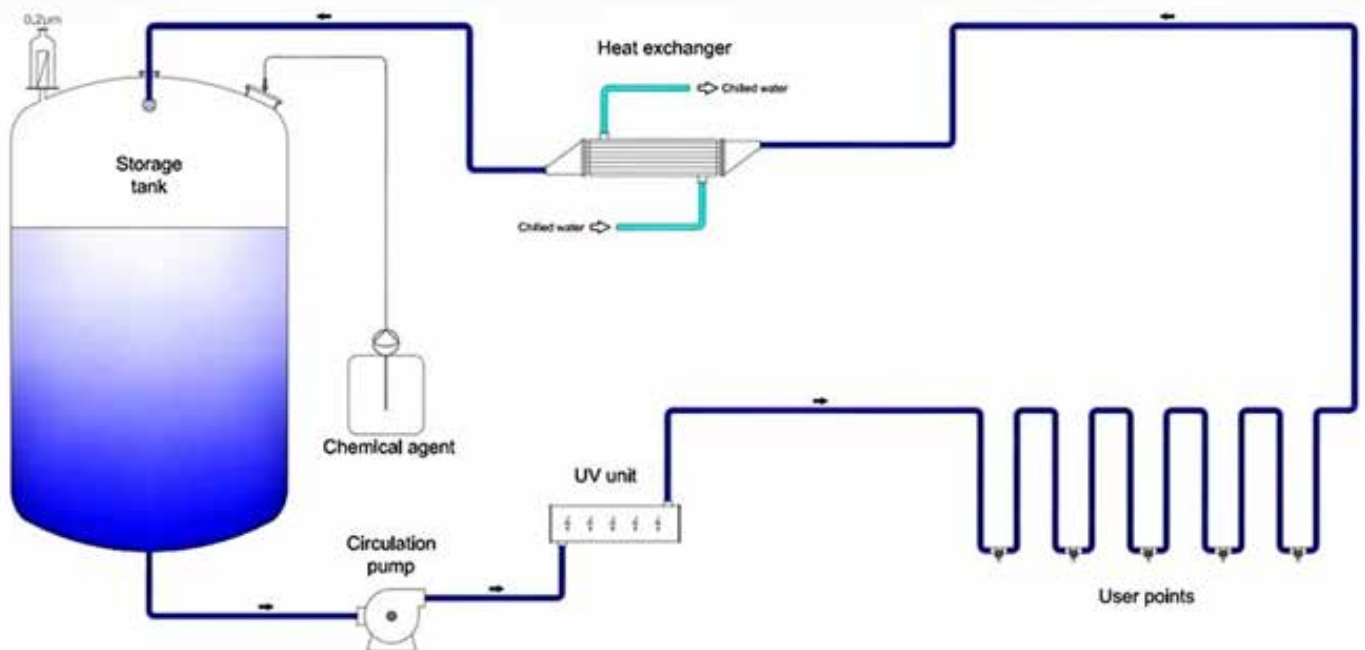 0,2µm
Heat exchanger
Chilled water
Storage
tank
Chilled water
Chemical agent
UV unit
Circulation
pump
User points